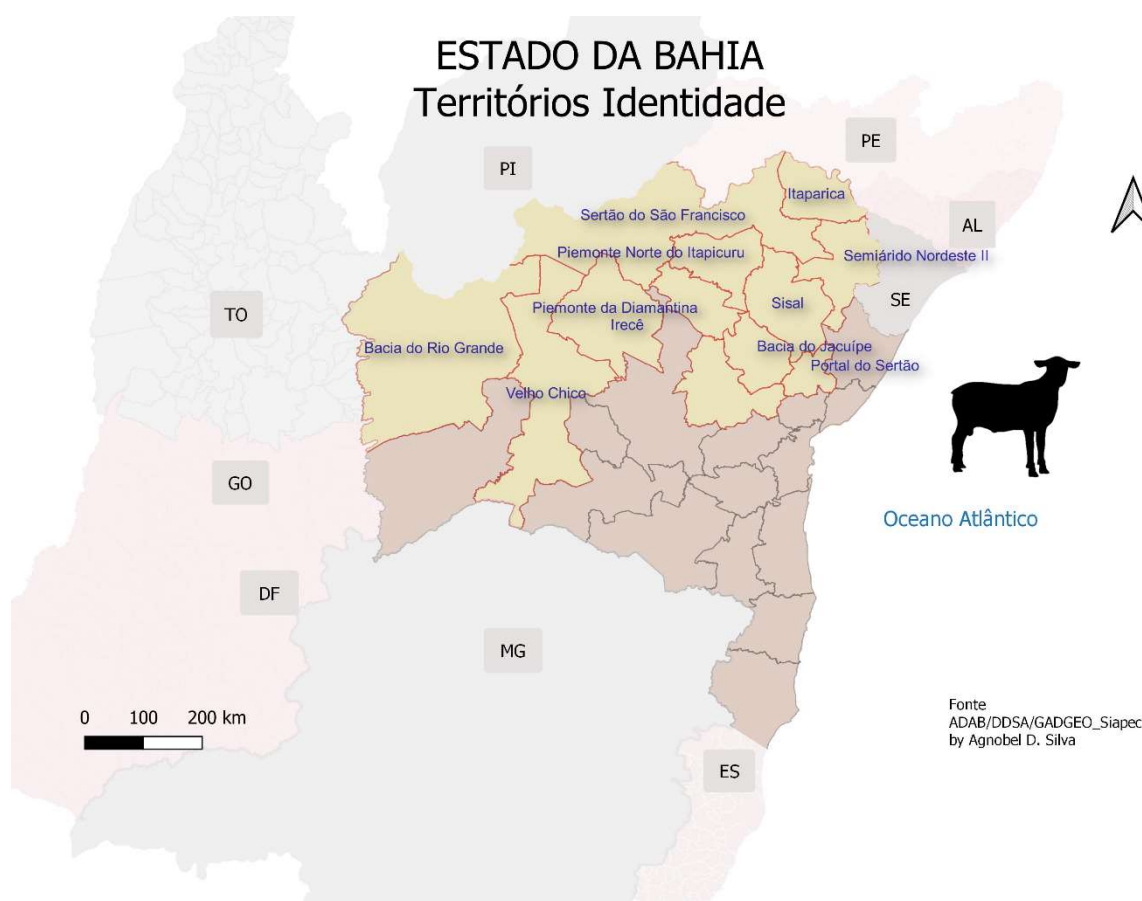 ESTADO DA BAHIA
Territórios Identidade
PE
PI
Itaparica
Sertão do São Francisco
AL
Piemonte Norte do Itapicuru
Semiárido Nordeste II
SE
Sisal
TO
Piemonte da Diamantina
Irecê
Bacia do Rio Grande
Bacia do Jacuípe
Portal do Sertão
Velho Chico
GO
Oceano Atlântico
DF
MG
0 100 200 km
Fonte
ADAB/DDSA/GADGEO_Siapec
by Agnobel D. Silva
ES